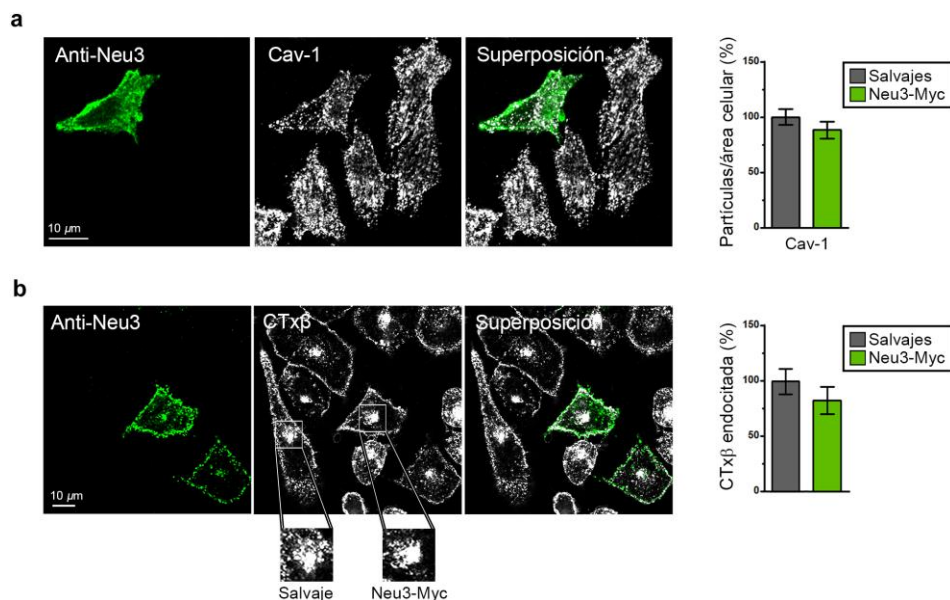 a
Anti-Neu3
Cav-1
Superposición
10 µm
Partículas/área celular (%)
150
100
50
0
Cav-1
Salvajes
Neu3-Myc
b
Anti-Neu3
CTxβ
Superposición
10 µm
Salvaje
Neu3-Myc
CTxβ endocitada (%)
150
100
50
0
Salvajes
Neu3-Myc